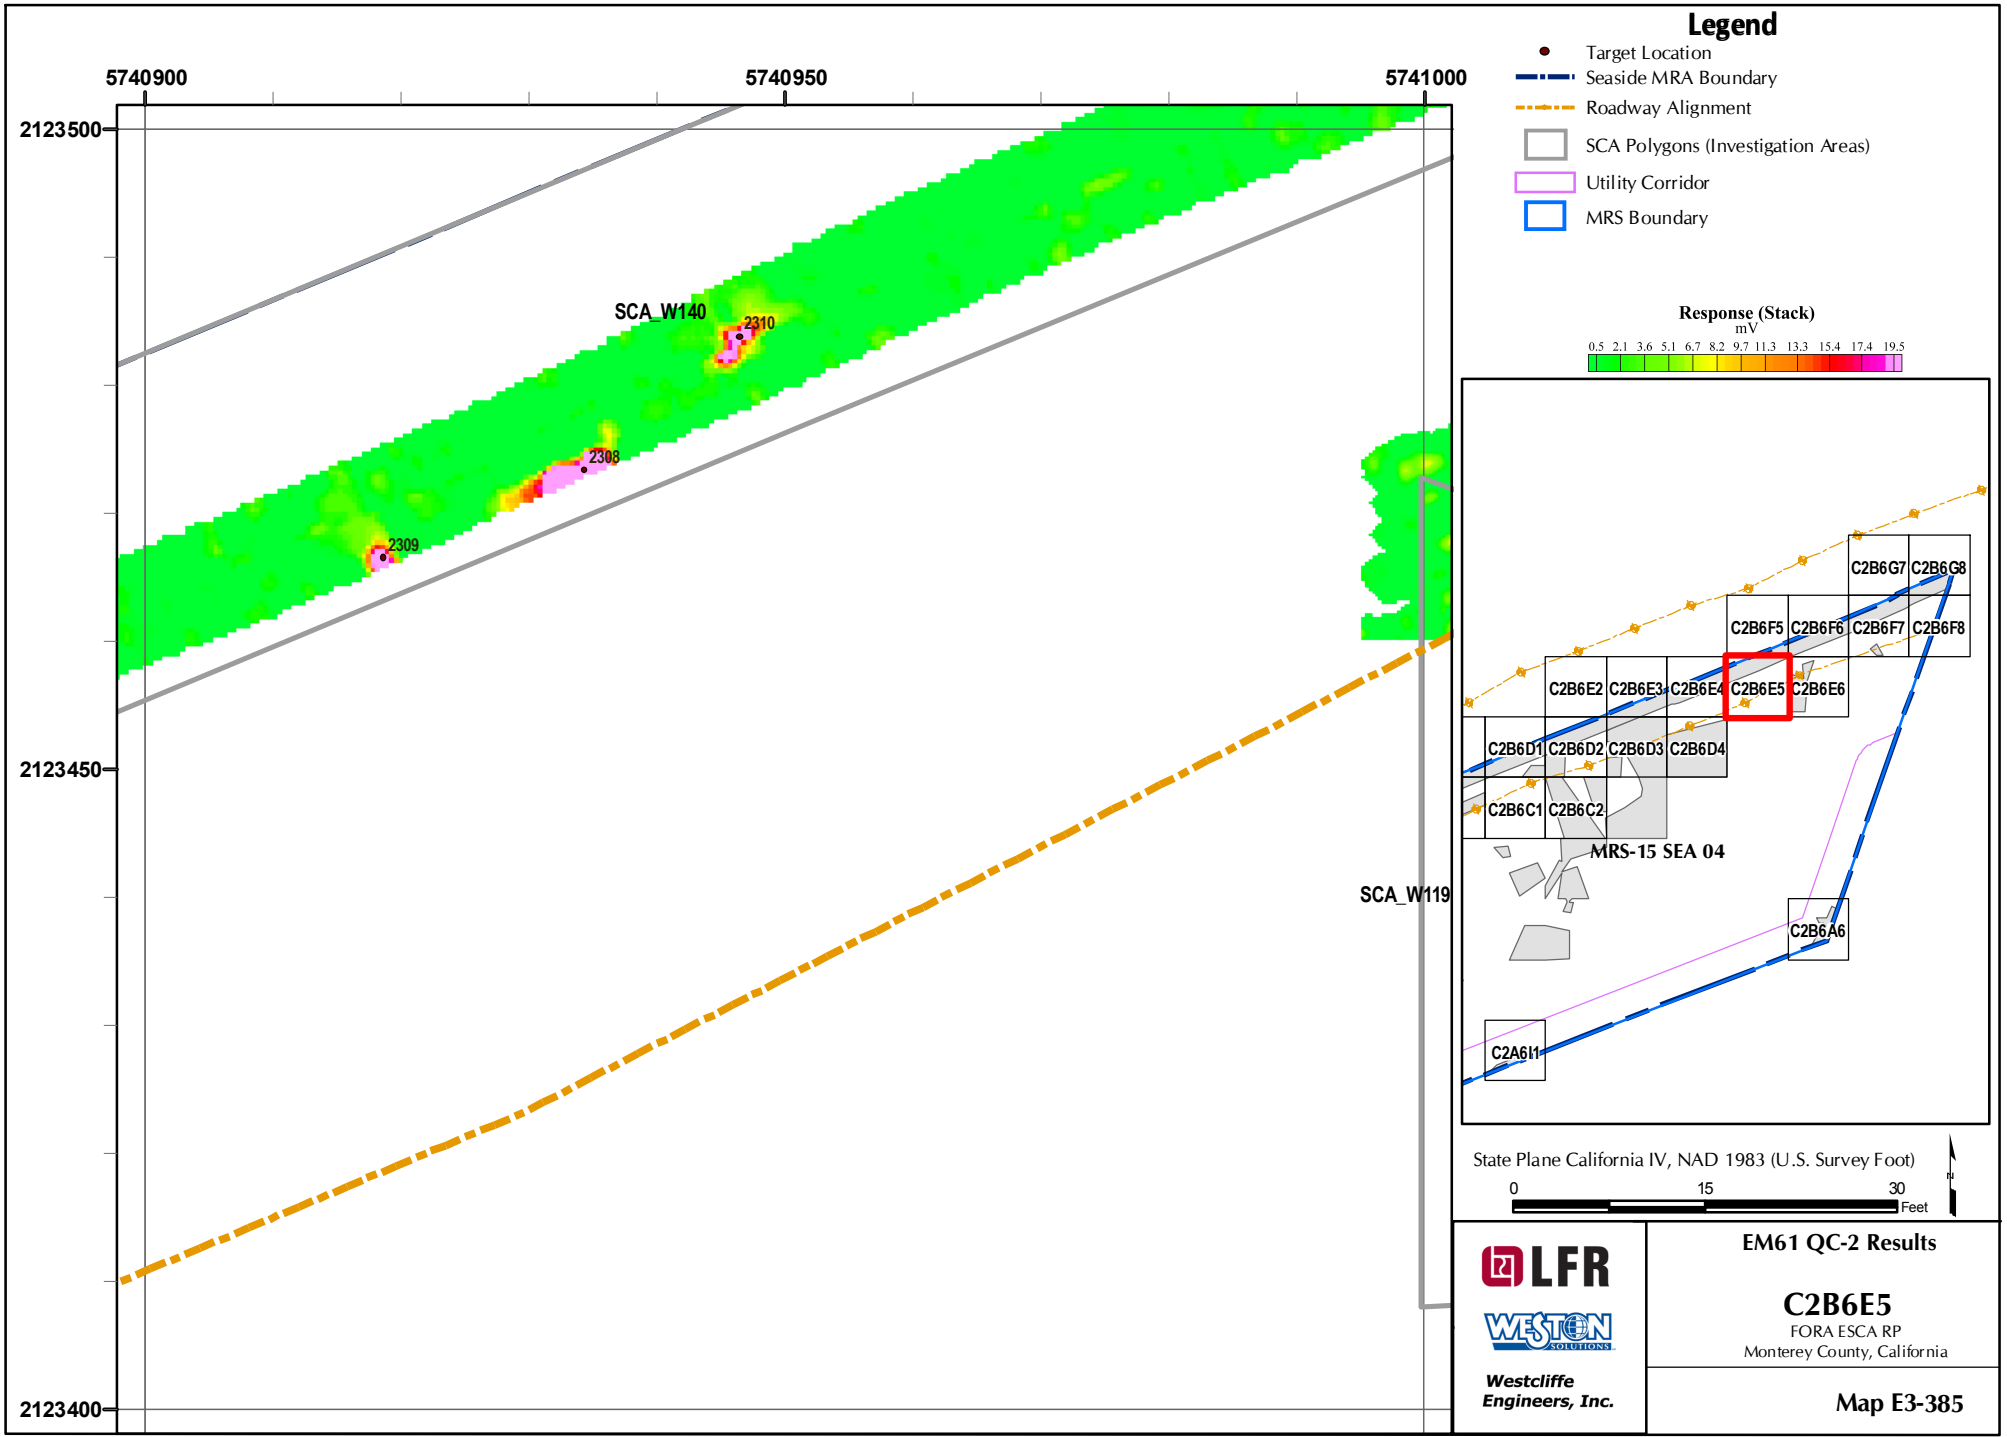 Legend
Target Location
Seaside MRA Boundary
Roadway Alignment
SCA Polygons (Investigation Areas)
Utility Corridor
MRS Boundary
5740900 5740950 5741000
2123500
2123450
2123400
SCA_W140
2310
2308
2309
SCA_W119
Response (Stack)
mV
0.5 2.1 3.6 5.1 6.7 8.2 9.7 11.3 13.3 15.4 17.4 19.5
C2B6G7 C2B6G8
C2B6F5 C2B6F6 C2B6F7 C2B6F8
C2B6E2 C2B6E3 C2B6E4 C2B6E5 C2B6E6
C2B6D1 C2B6D2 C2B6D3 C2B6D4
C2B6C1 C2B6C2
MRS-15 SEA 04
C2B6A6
C2A6I1
State Plane California IV, NAD 1983 (U.S. Survey Foot)
0 15 30
Feet
N
LFR
WESTON
SOLUTIONS
Westcliffe
Engineers, Inc.
EM61 QC-2 Results
C2B6E5
FORA ESCA RP
Monterey County, California
Map E3-385